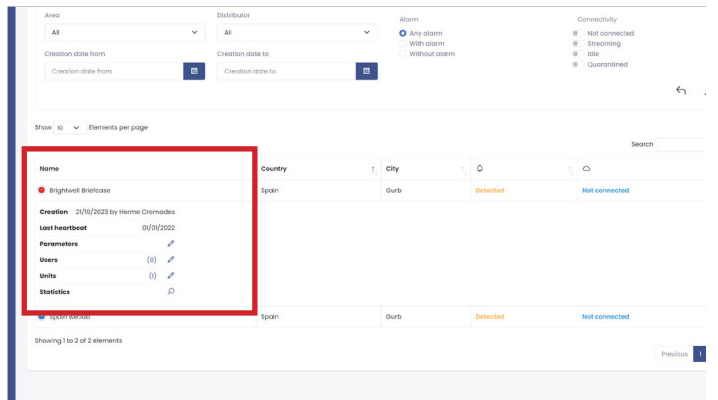 Area
Distributor
Alarm
Connectivity
All
All
Any alarm
With alarm
Without alarm
Not connected
Streaming
Idle
Quarantined
Creation date from
Creation date to
Creation date from
Creation date to
Show 10 Elements per page
Search
Name Country City
Brightwell Briefcase Spain Gurb Detected Not connected
Creation 21/10/2023 by Herme Cremades
Last heartbeat 01/01/2022
Parameters
Users (0)
Units (1)
Statistics
Spain wetlab Spain Gurb Detected Not connected
Showing 1 to 2 of 2 elements
Previous 1